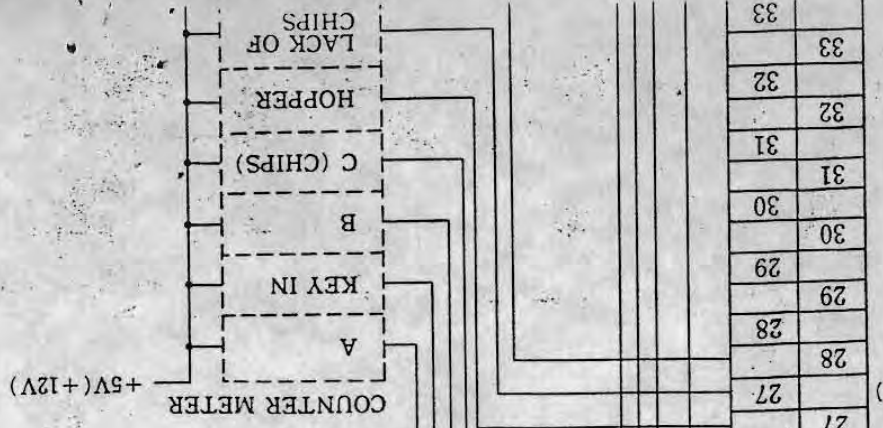 27
27
28
28
29
29
30
30
31
31
32
32
33
33
COUNTER METER
+5V(+12V)
A
KEY IN
B
C (CHIPS)
HOPPER
LACK OF
CHIPS